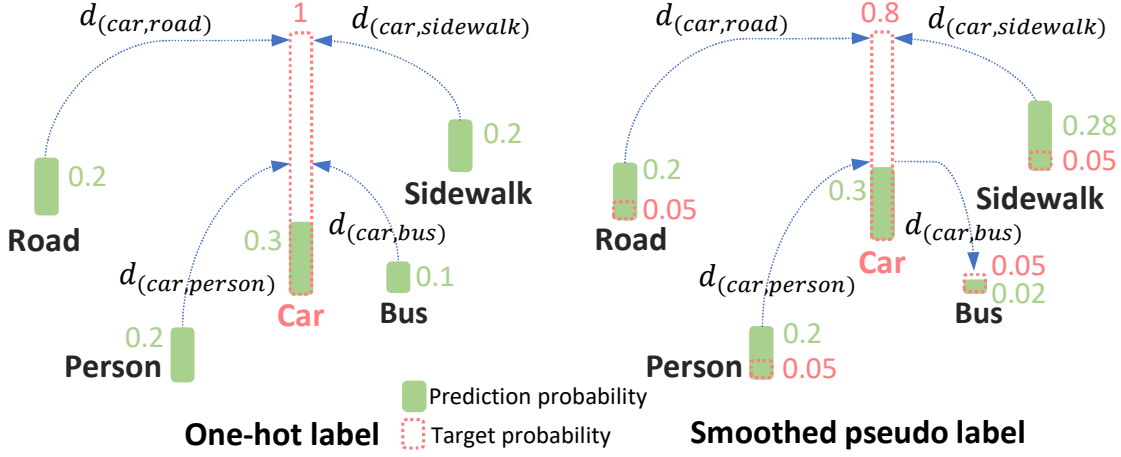 d(car,road)
1
d(car,sidewalk)
0.2
Road
0.2
Sidewalk
0.3
d(car,bus)
d(car,person)
Car
0.1
Bus
0.2
Person
One-hot label
d(car,road)
0.8
d(car,sidewalk)
0.2
0.05
Road
0.28
0.05
Sidewalk
0.3
d(car,bus)
d(car,person)
Car
0.05
0.02
Bus
0.2
0.05
Person
Smoothed pseudo label
Prediction probability
Target probability